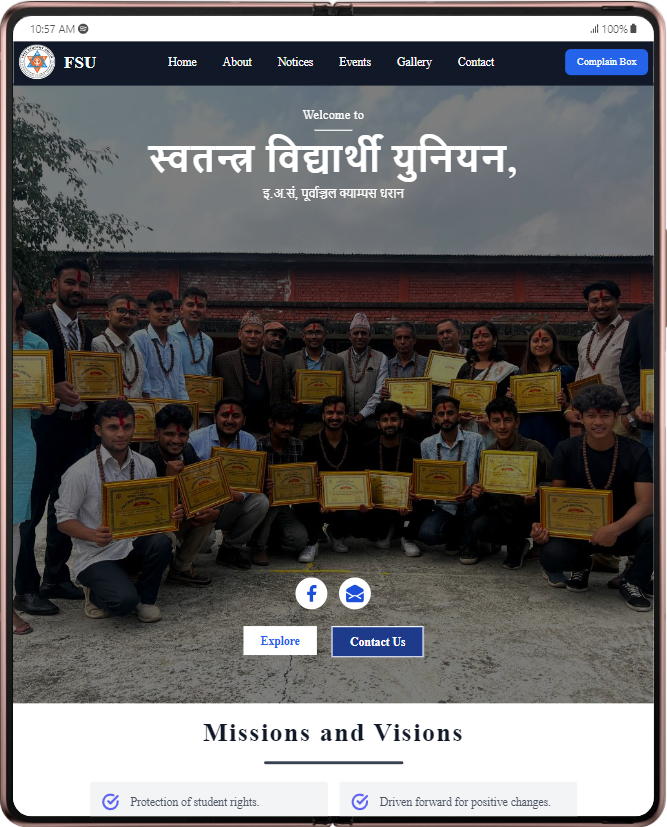 10:57 AM
100%
FSU
Home
About
Notices
Events
Gallery
Contact
Complain Box
Welcome to
स्वतन्त्र विद्यार्थी युनियन,
इ.अ.सं, पूर्वाञ्चल क्याम्पस धरान
Explore
Contact Us
Missions and Visions
Protection of student rights.
Driven forward for positive changes.